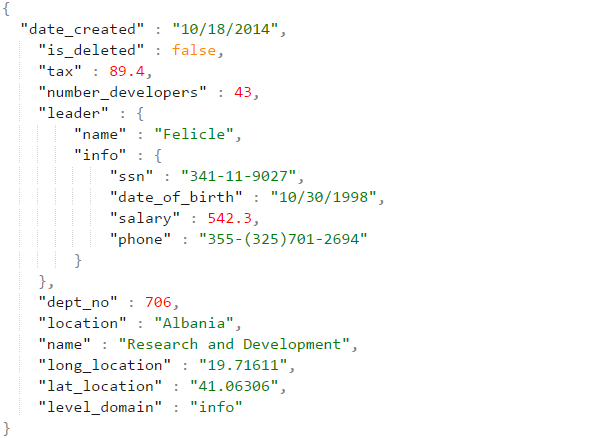 {
"date_created" : "10/18/2014",
"is_deleted" : false,
"tax" : 89.4,
"number_developers" : 43,
"leader" : {
"name" : "Felicle",
"info" : {
"ssn" : "341-11-9027",
"date_of_birth" : "10/30/1998",
"salary" : 542.3,
"phone" : "355-(325)701-2694"
}
},
"dept_no" : 706,
"location" : "Albania",
"name" : "Research and Development",
"long_location" : "19.71611",
"lat_location" : "41.06306",
"level_domain" : "info"
}